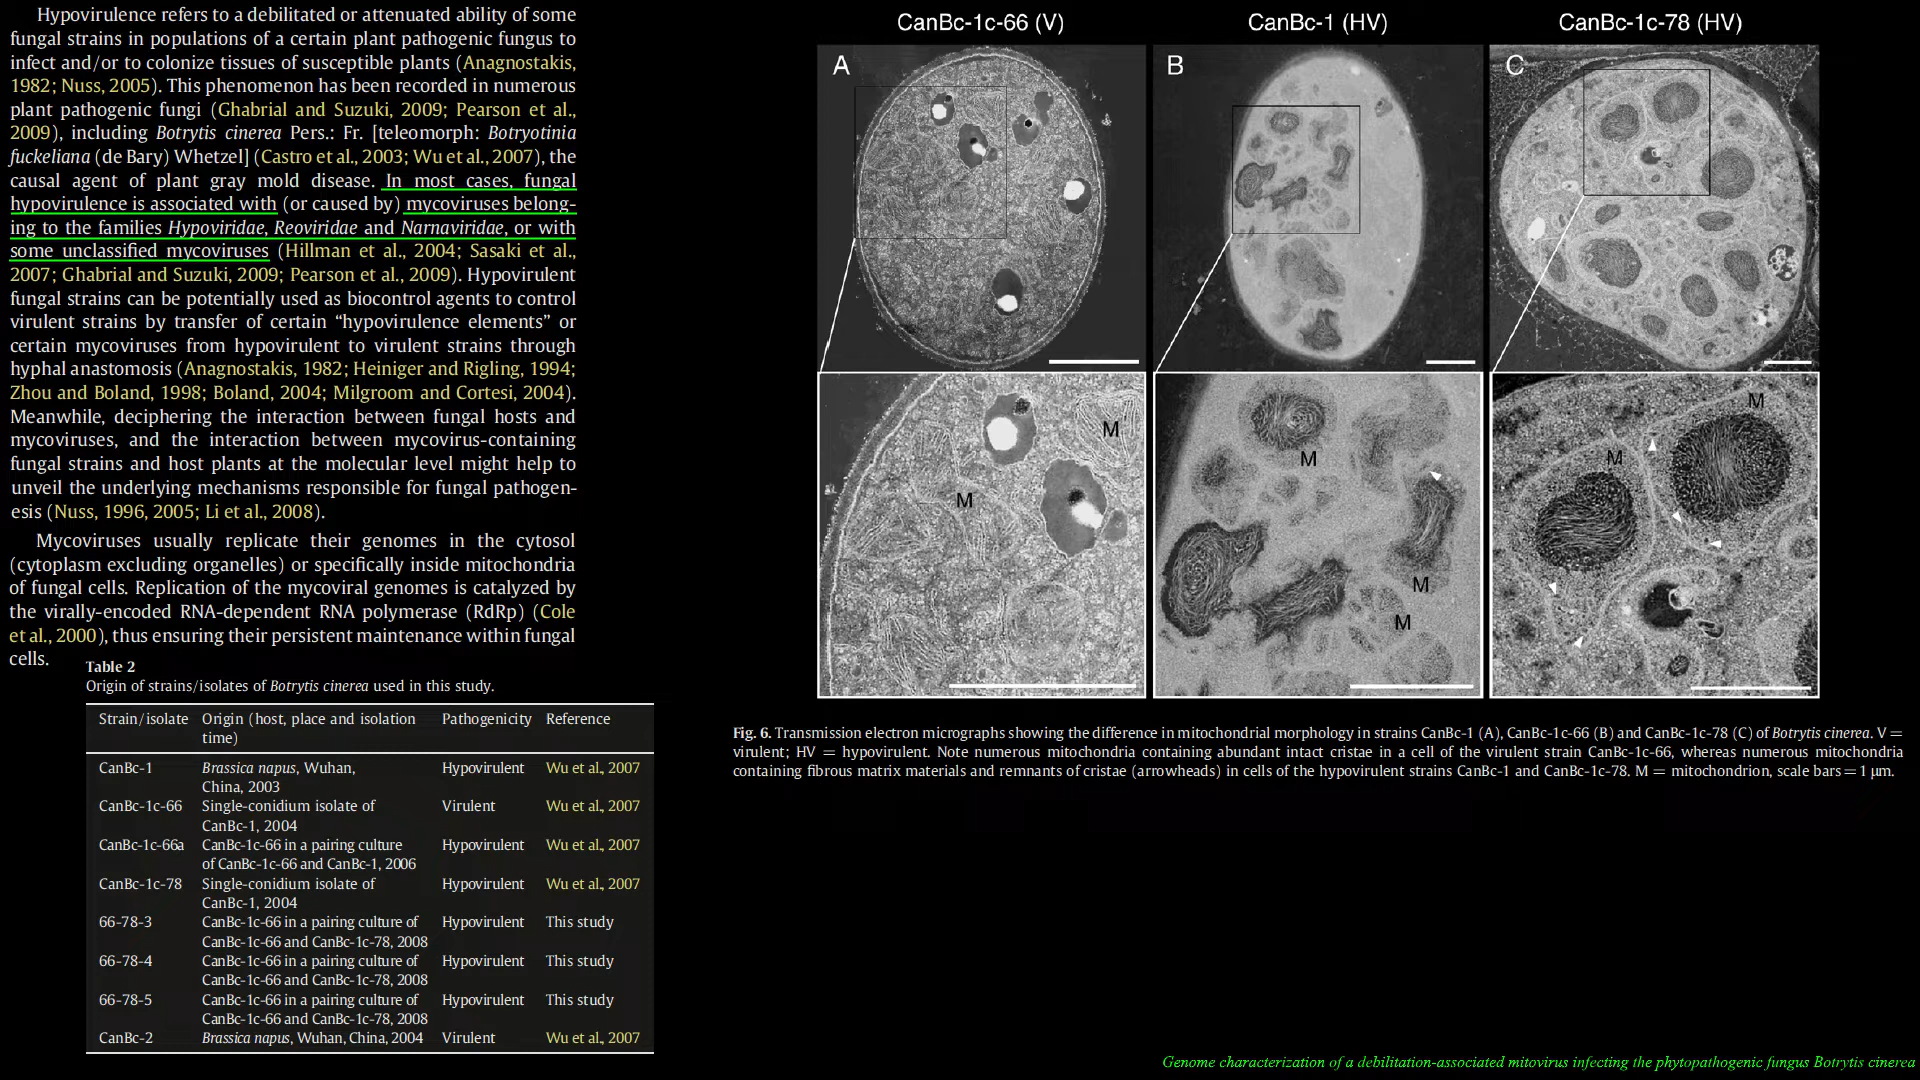 Hypovirulence refers to a debilitated or attenuated ability of some
fungal strains in populations of a certain plant pathogenic fungus to
infect and/or to colonize tissues of susceptible plants (Anagnostakis,
1982; Nuss, 2005). This phenomenon has been recorded in numerous
plant pathogenic fungi (Ghabrial and Suzuki, 2009; Pearson et al.,
2009), including Botrytis cinerea Pers.: Fr. [teleomorph: Botryotinia
fuckeliana (de Bary) Whetzel] (Castro et al., 2003; Wu et al., 2007), the
causal agent of plant gray mold disease. In most cases, fungal
hypovirulence is associated with (or caused by) mycoviruses belong-
ing to the families Hypoviridae, Reoviridae and Narnaviridae, or with
some unclassified mycoviruses (Hillman et al., 2004; Sasaki et al.,
2007; Ghabrial and Suzuki, 2009; Pearson et al., 2009). Hypovirulent
fungal strains can be potentially used as biocontrol agents to control
virulent strains by transfer of certain “hypovirulence elements” or
certain mycoviruses from hypovirulent to virulent strains through
hyphal anastomosis (Anagnostakis, 1982; Heiniger and Rigling, 1994;
Zhou and Boland, 1998; Boland, 2004; Milgroom and Cortesi, 2004).
Meanwhile, deciphering the interaction between fungal hosts and
mycoviruses, and the interaction between mycovirus-containing
fungal strains and host plants at the molecular level might help to
unveil the underlying mechanisms responsible for fungal pathogen-
esis (Nuss, 1996, 2005; Li et al., 2008).
Mycoviruses usually replicate their genomes in the cytosol
(cytoplasm excluding organelles) or specifically inside mitochondria
of fungal cells. Replication of the mycoviral genomes is catalyzed by
the virally-encoded RNA-dependent RNA polymerase (RdRp) (Cole
et al., 2000), thus ensuring their persistent maintenance within fungal
cells.
Table 2
Origin of strains/isolates of Botrytis cinerea used in this study.
Strain/isolate Origin (host, place and isolation Pathogenicity Reference
time)
CanBc-1 Brassica napus, Wuhan, Hypovirulent Wu et al., 2007
China, 2003
CanBc-1c-66 Single-conidium isolate of Virulent Wu et al., 2007
CanBc-1, 2004
CanBc-1c-66a CanBc-1c-66 in a pairing culture Hypovirulent Wu et al., 2007
of CanBc-1c-66 and CanBc-1, 2006
CanBc-1c-78 Single-conidium isolate of Hypovirulent Wu et al., 2007
CanBc-1, 2004
66-78-3 CanBc-1c-66 in a pairing culture of Hypovirulent This study
CanBc-1c-66 and CanBc-1c-78, 2008
66-78-4 CanBc-1c-66 in a pairing culture of Hypovirulent This study
CanBc-1c-66 and CanBc-1c-78, 2008
66-78-5 CanBc-1c-66 in a pairing culture of Hypovirulent This study
CanBc-1c-66 and CanBc-1c-78, 2008
CanBc-2 Brassica napus, Wuhan, China, 2004 Virulent Wu et al., 2007
CanBc-1c-66 (V) CanBc-1 (HV) CanBc-1c-78 (HV)
A B C
M M
M M M
M M
Fig. 6. Transmission electron micrographs showing the difference in mitochondrial morphology in strains CanBc-1 (A), CanBc-1c-66 (B) and CanBc-1c-78 (C) of Botrytis cinerea. V =
virulent; HV = hypovirulent. Note numerous mitochondria containing abundant intact cristae in a cell of the virulent strain CanBc-1c-66, whereas numerous mitochondria
containing fibrous matrix materials and remnants of cristae (arrowheads) in cells of the hypovirulent strains CanBc-1 and CanBc-1c-78. M = mitochondrion, scale bars = 1 μm.
Genome characterization of a debilitation-associated mitovirus infecting the phytopathogenic fungus Botrytis cinerea